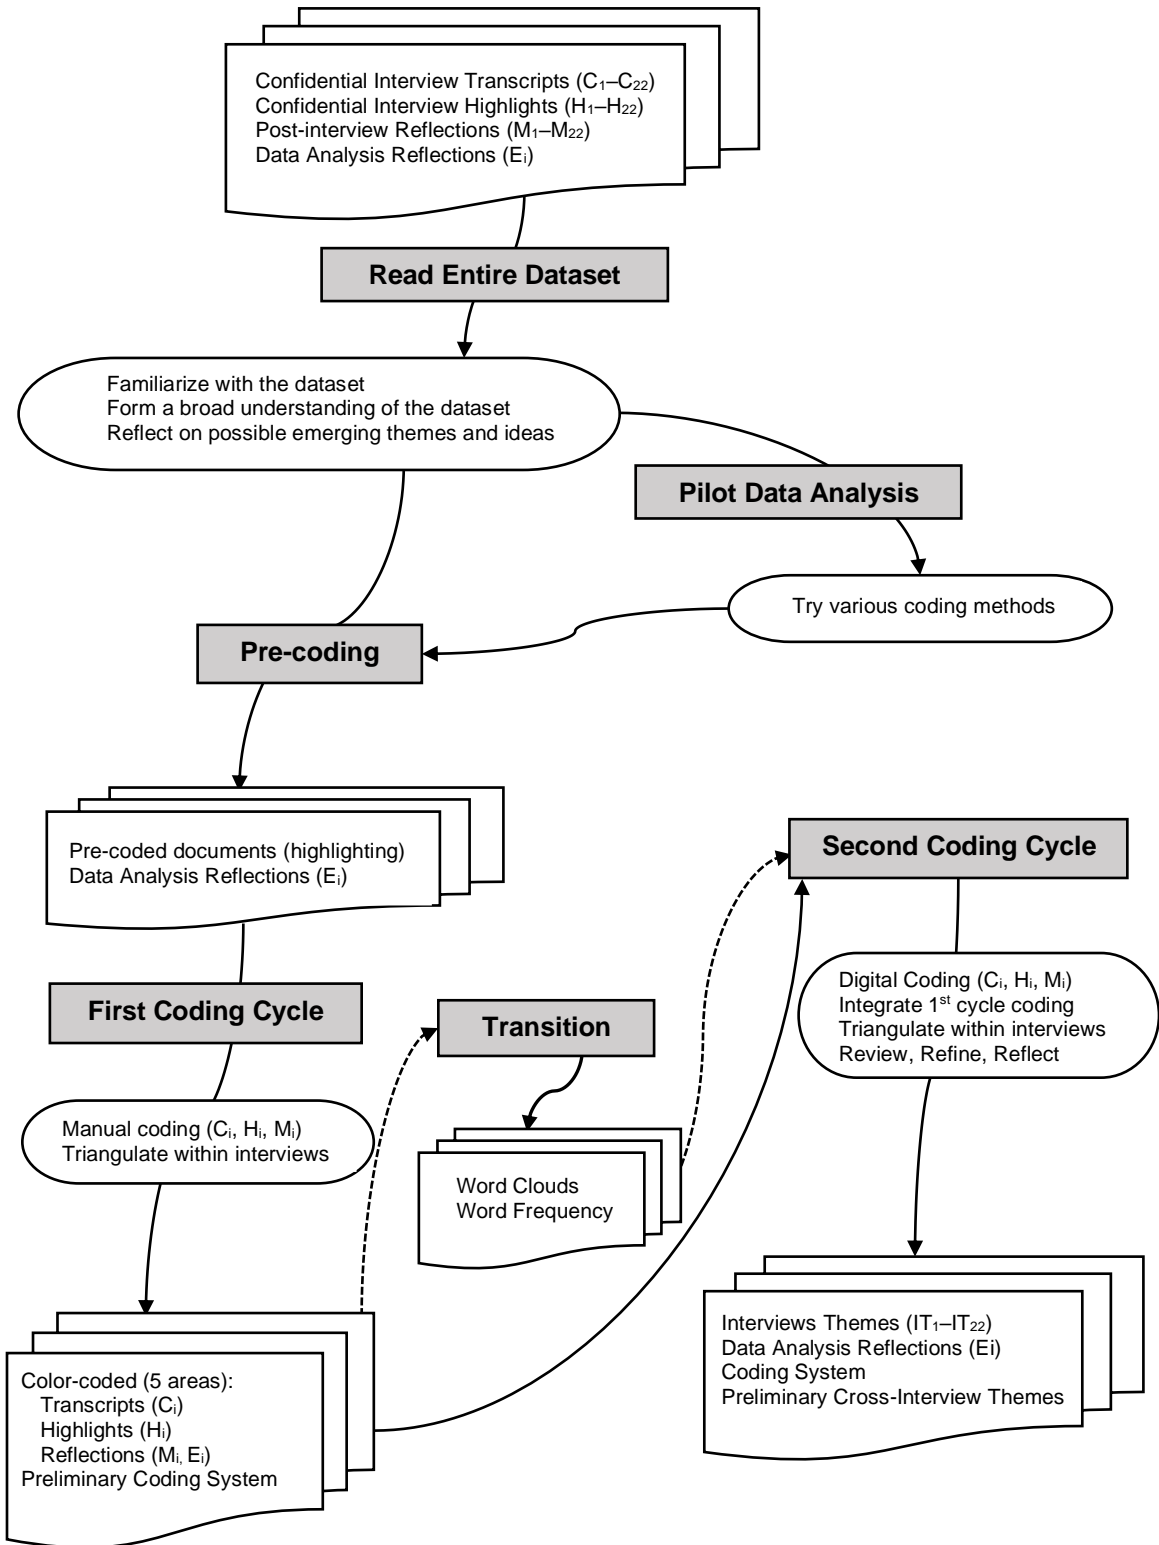 Confidential Interview Transcripts (C₁–C₂₂)
Confidential Interview Highlights (H₁–H₂₂)
Post-interview Reflections (M₁–M₂₂)
Data Analysis Reflections (Eᵢ)
Read Entire Dataset
Familiarize with the dataset
Form a broad understanding of the dataset
Reflect on possible emerging themes and ideas
Pilot Data Analysis
Try various coding methods
Pre-coding
Pre-coded documents (highlighting)
Data Analysis Reflections (Eᵢ)
First Coding Cycle
Manual coding (Cᵢ, Hᵢ, Mᵢ)
Triangulate within interviews
Color-coded (5 areas):
Transcripts (Cᵢ)
Highlights (Hᵢ)
Reflections (Mᵢ, Eᵢ)
Preliminary Coding System
Transition
Word Clouds
Word Frequency
Second Coding Cycle
Digital Coding (Cᵢ, Hᵢ, Mᵢ)
Integrate 1ˢᵗ cycle coding
Triangulate within interviews
Review, Refine, Reflect
Interviews Themes (IT₁–IT₂₂)
Data Analysis Reflections (Ei)
Coding System
Preliminary Cross-Interview Themes